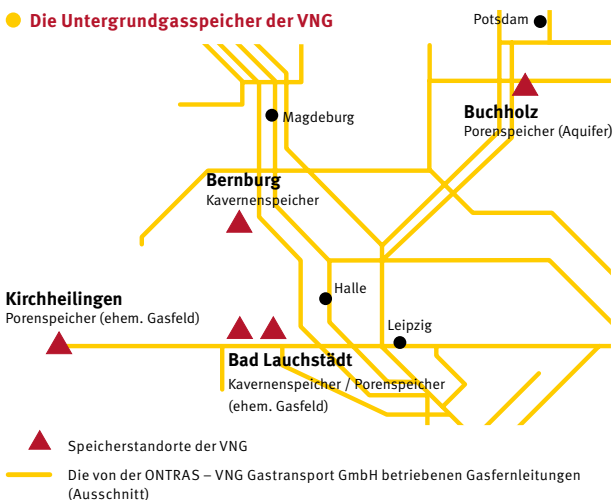 Die Untergrundgasspeicher der VNG
Potsdam
Magdeburg
Buchholz
Porenspeicher (Aquifer)
Bernburg
Kavernenspeicher
Halle
Kirchheilingen
Porenspeicher (ehem. Gasfeld)
Leipzig
Bad Lauchstädt
Kavernenspeicher / Porenspeicher
(ehem. Gasfeld)
Speicherstandorte der VNG
Die von der ONTRAS – VNG Gastransport GmbH betriebenen Gasfernleitungen
(Ausschnitt)